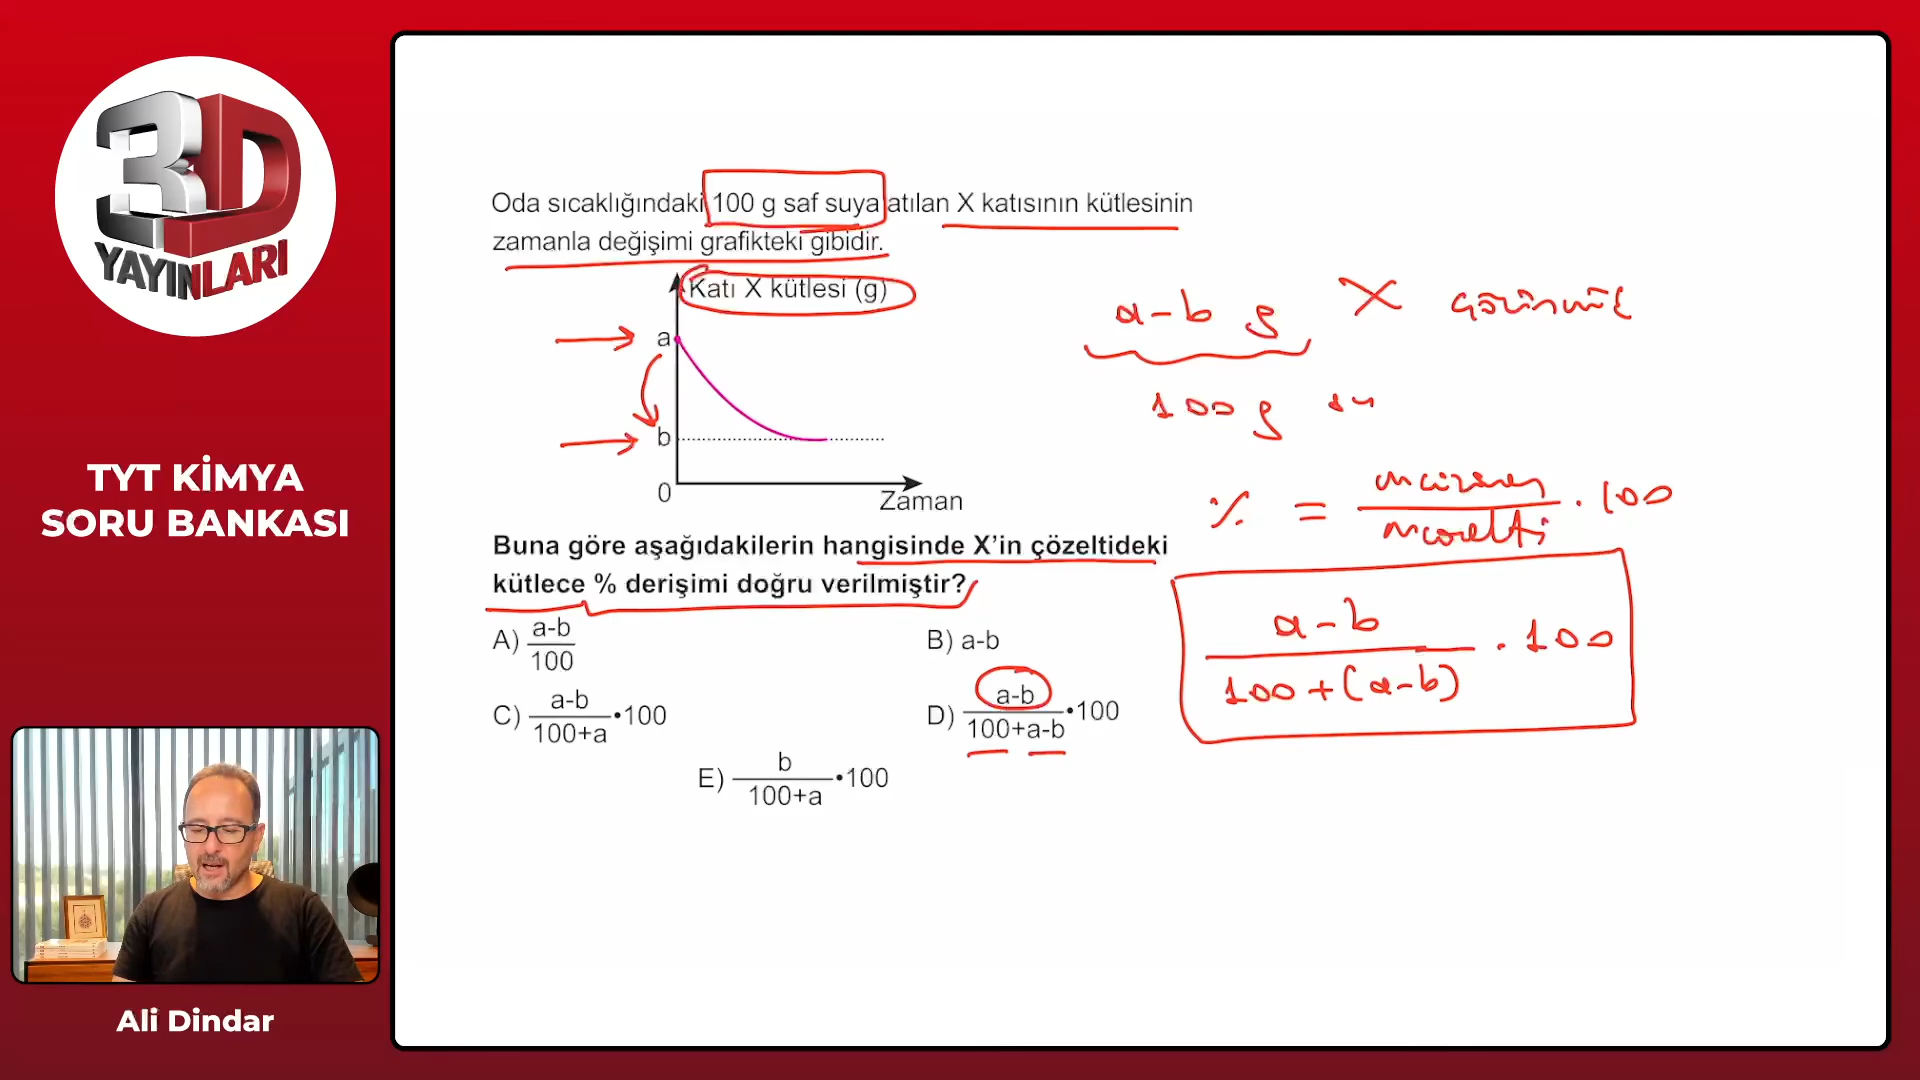 3D
YAYINLARI
TYT KİMYA
SORU BANKASI
Ali Dindar
Oda sıcaklığındaki 100 g saf suya atılan X katısının kütlesinin
zamanla değişimi grafikteki gibidir.
Katı X kütlesi (g)
a
b
0
Zaman
Buna göre aşağıdakilerin hangisinde X'in çözeltideki
kütlece % derişimi doğru verilmiştir?
A) a-b
100
B) a-b
C) a-b
100+a •100
D) a-b
100+a-b •100
E) b
100+a •100
a-b g X
100 g su
% = mçözünen
mçözelti . 100
a-b
100+(a-b) . 100